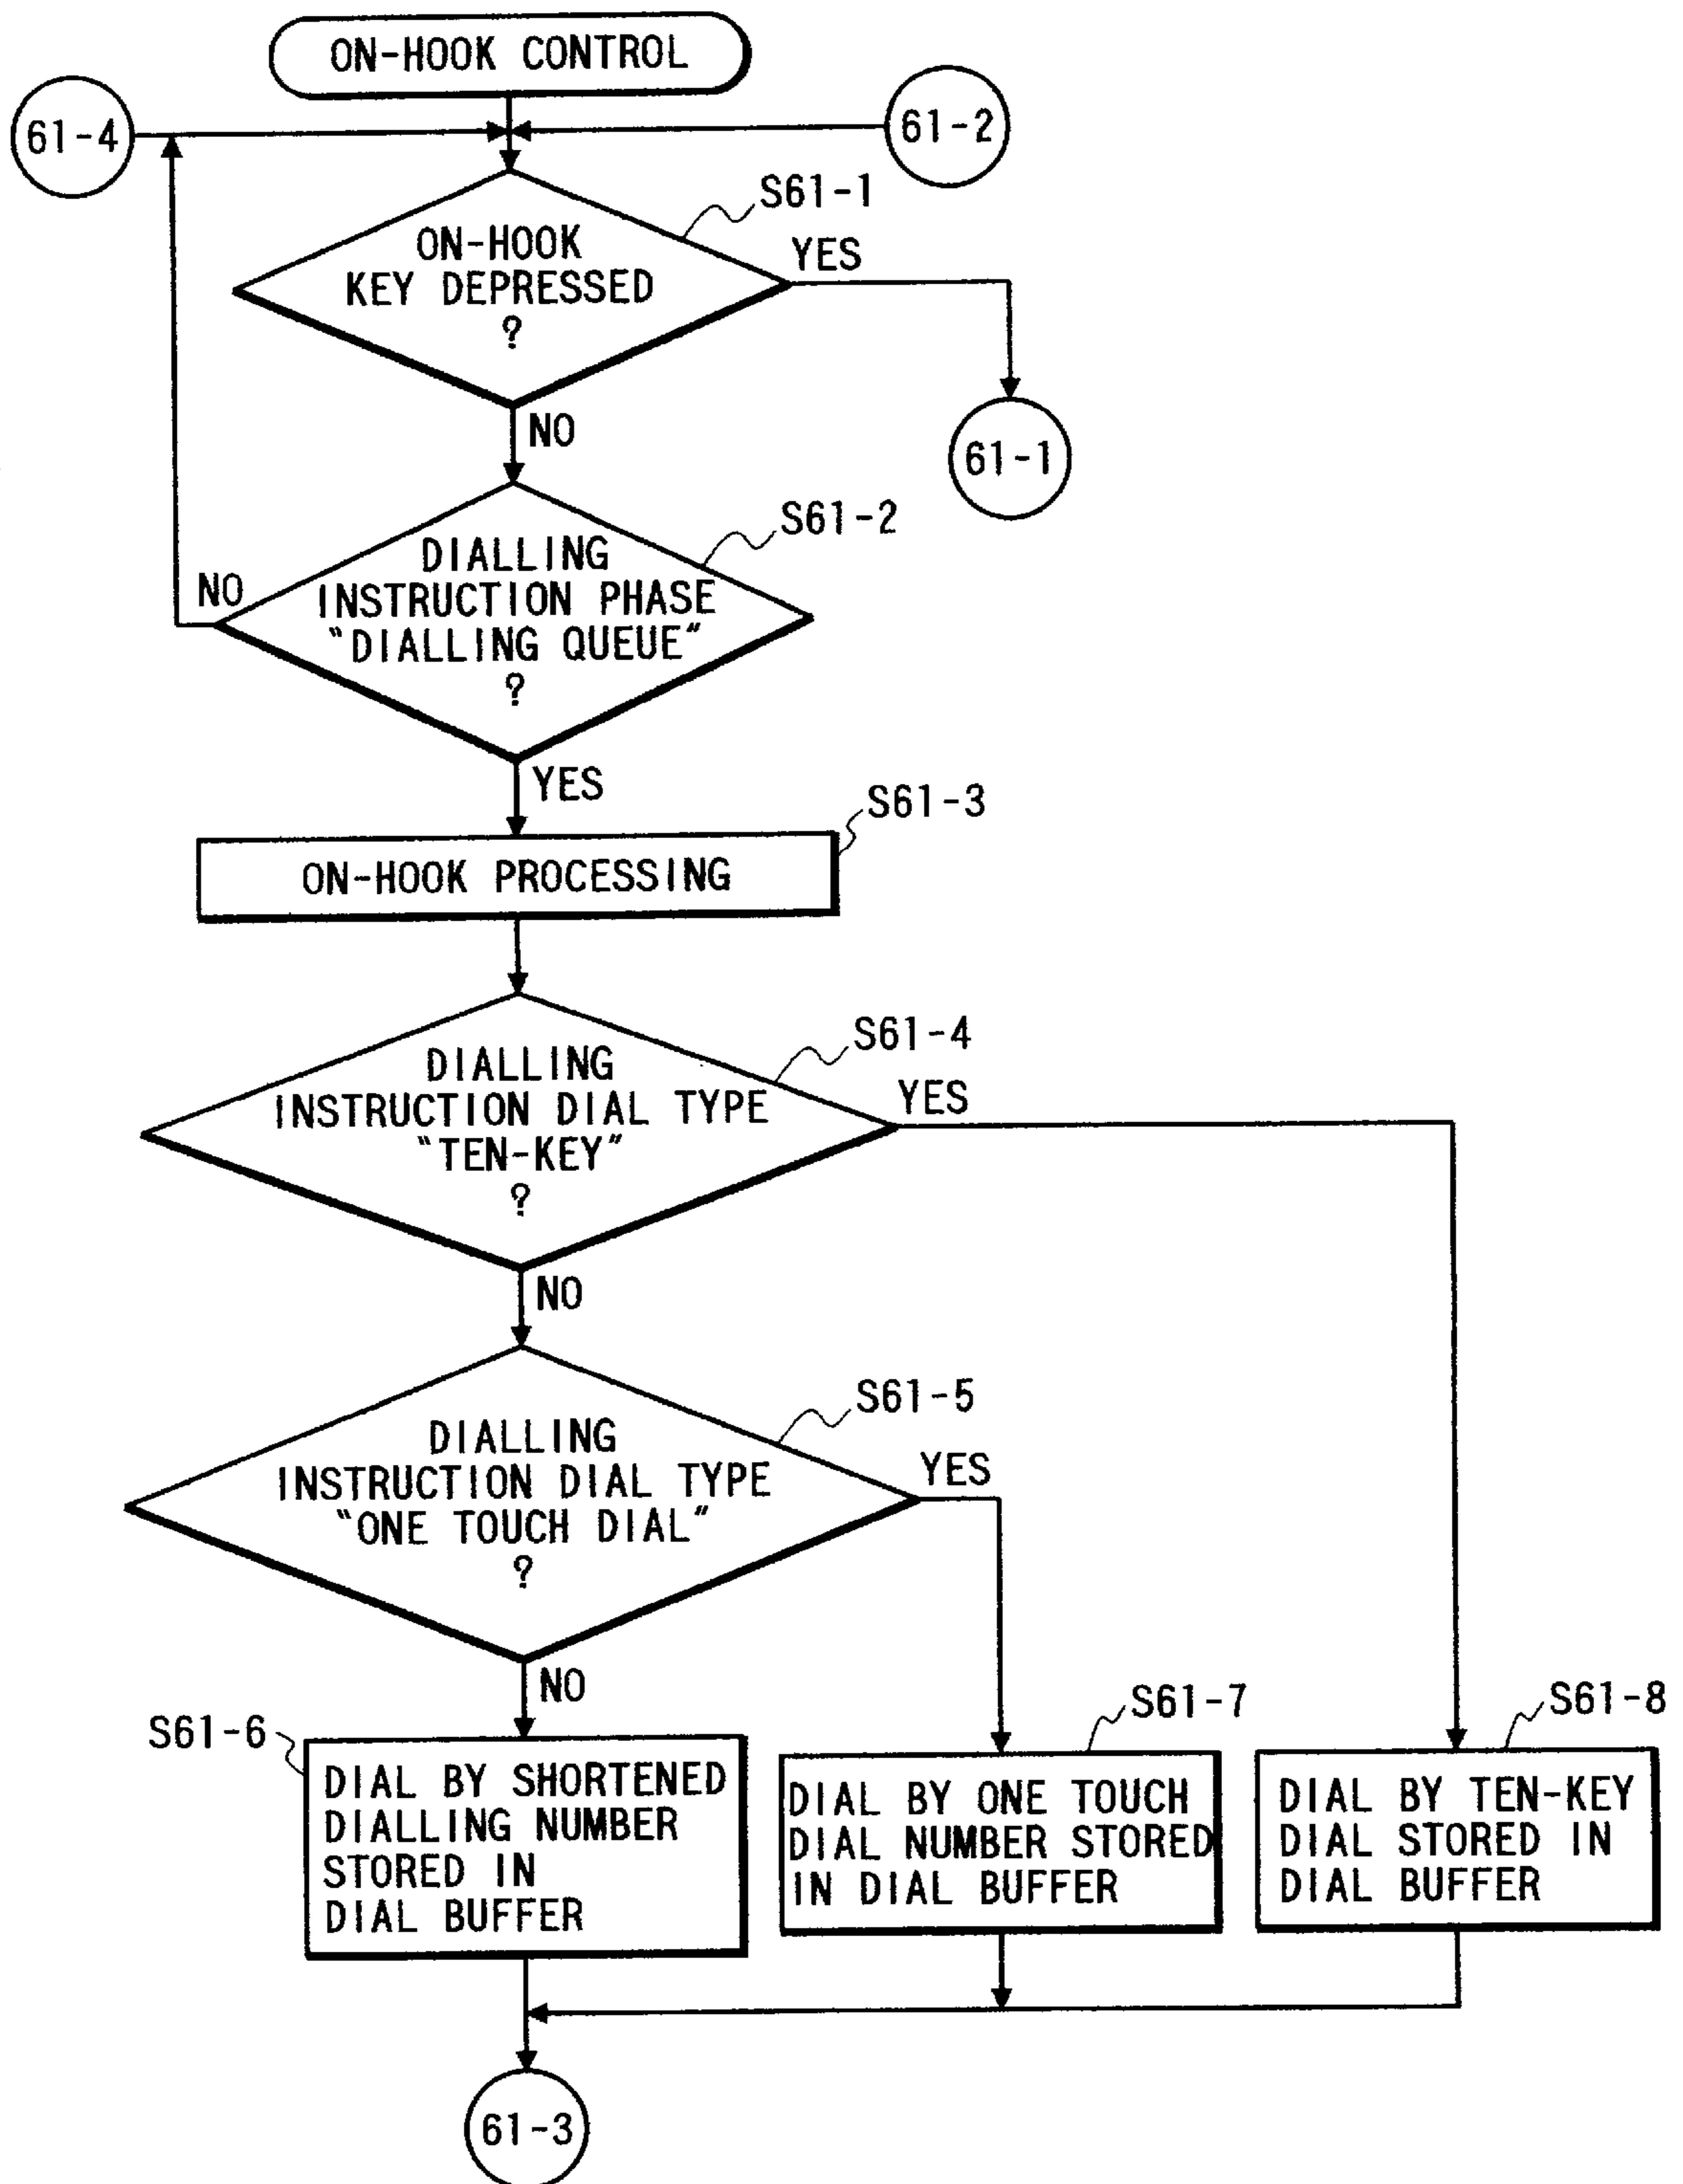 ON-HOOK CONTROL
61-4
61-2
S61-1
ON-HOOK
KEY DEPRESSED
?
YES
NO
61-1
S61-2
DIALLING
INSTRUCTION PHASE
"DIALLING QUEUE"
?
NO
YES
S61-3
ON-HOOK PROCESSING
S61-4
DIALLING
INSTRUCTION DIAL TYPE
"TEN-KEY"
?
YES
NO
S61-5
DIALLING
INSTRUCTION DIAL TYPE
"ONE TOUCH DIAL"
?
YES
NO
S61-6
DIAL BY SHORTENED
DIALLING NUMBER
STORED IN
DIAL BUFFER
S61-7
DIAL BY ONE TOUCH
DIAL NUMBER STORED
IN DIAL BUFFER
S61-8
DIAL BY TEN-KEY
DIAL STORED IN
DIAL BUFFER
61-3